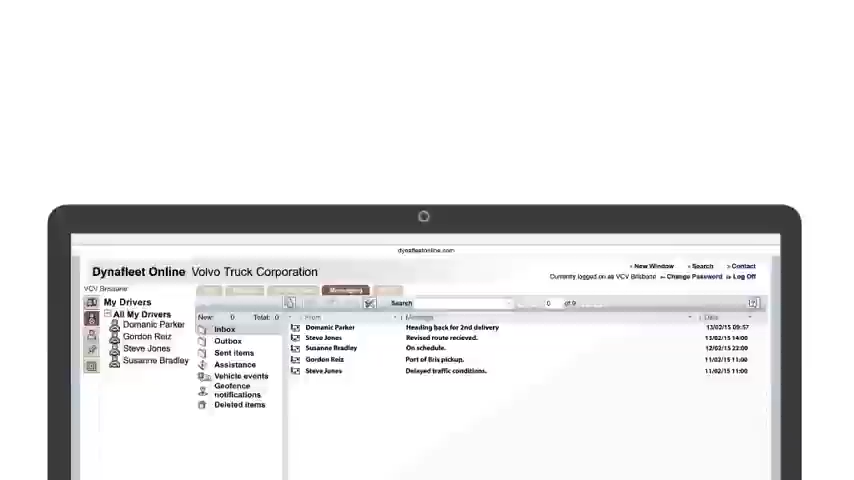 dynafleetonline.com
Dynafleet Online Volvo Truck Corporation
New Window Search Contact
Currently logged on as VCV Brisbane Change Password Log Off
VCV Brisbane
Messaging
My Drivers
All My Drivers
Domanic Parker
Gordon Reiz
Steve Jones
Susanne Bradley
Search 0 of 0
New: 0 Total: 0
Inbox
Outbox
Sent items
Assistance
Vehicle events
Geofence
notifications
Deleted items
From Message Date
Domanic Parker Heading back for 2nd delivery 13/02/15 09:57
Steve Jones Revised route recieved. 13/02/15 14:00
Susanne Bradley On schedule. 12/02/15 22:00
Gordon Reiz Port of Bris pickup. 11/02/15 11:00
Steve Jones Delayed traffic conditions. 11/02/15 11:00